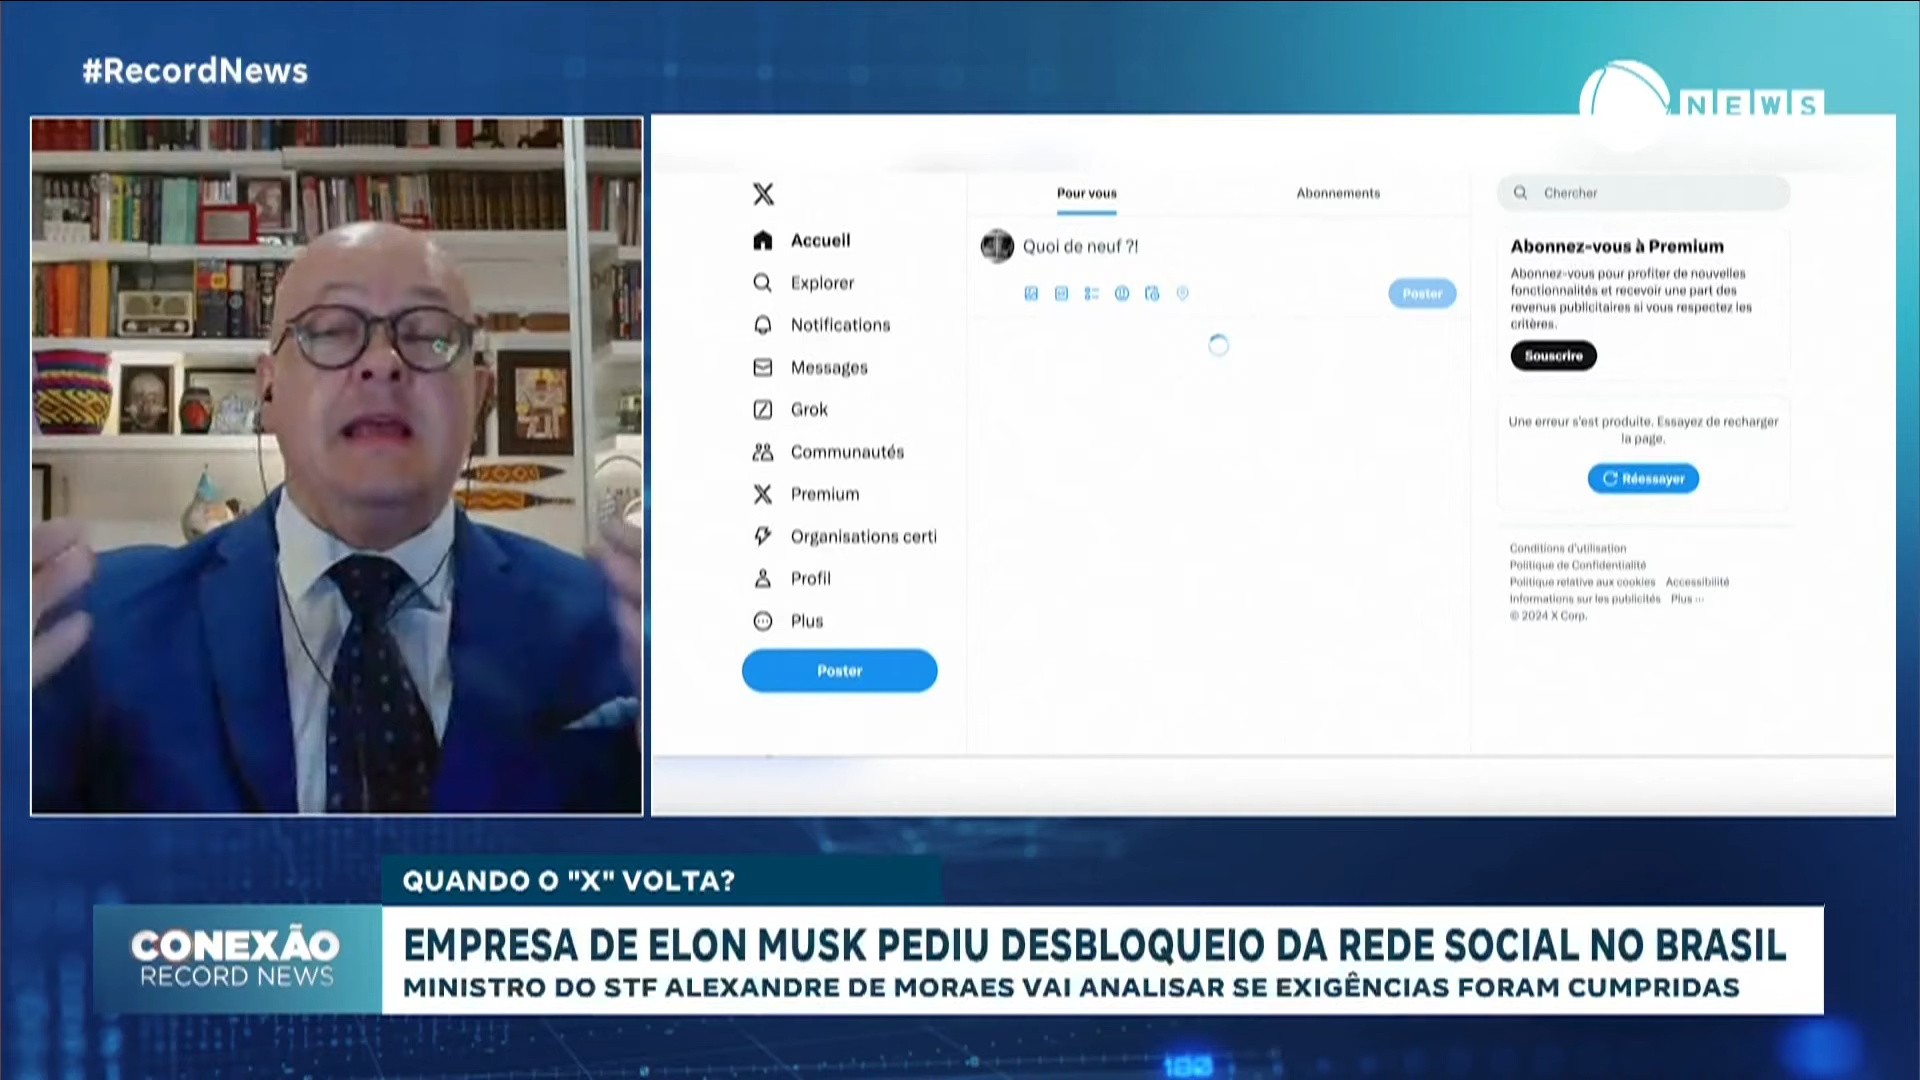 #RecordNews
NEWS
X
Accueil
Explorer
Notifications
Messages
Grok
Communautés
Premium
Organisations certi
Profil
Plus
Poster
Pour vous
Abonnements
Quoi de neuf ?!
Poster
Chercher
Abonnez-vous à Premium
Abonnez-vous pour profiter de nouvelles
fonctionnalités et recevoir une part des
revenus publicitaires si vous respectez les
critères.
Souscrire
Une erreur s'est produite. Essayez de recharger
la page.
Réessayer
Conditions d'utilisation
Politique de Confidentialité
Politique relative aux cookies Accessibilité
Informations sur les publicités Plus ...
© 2024 X Corp.
QUANDO O "X" VOLTA?
CONEXÃO
RECORD NEWS
EMPRESA DE ELON MUSK PEDIU DESBLOQUEIO DA REDE SOCIAL NO BRASIL
MINISTRO DO STF ALEXANDRE DE MORAES VAI ANALISAR SE EXIGÊNCIAS FORAM CUMPRIDAS
180